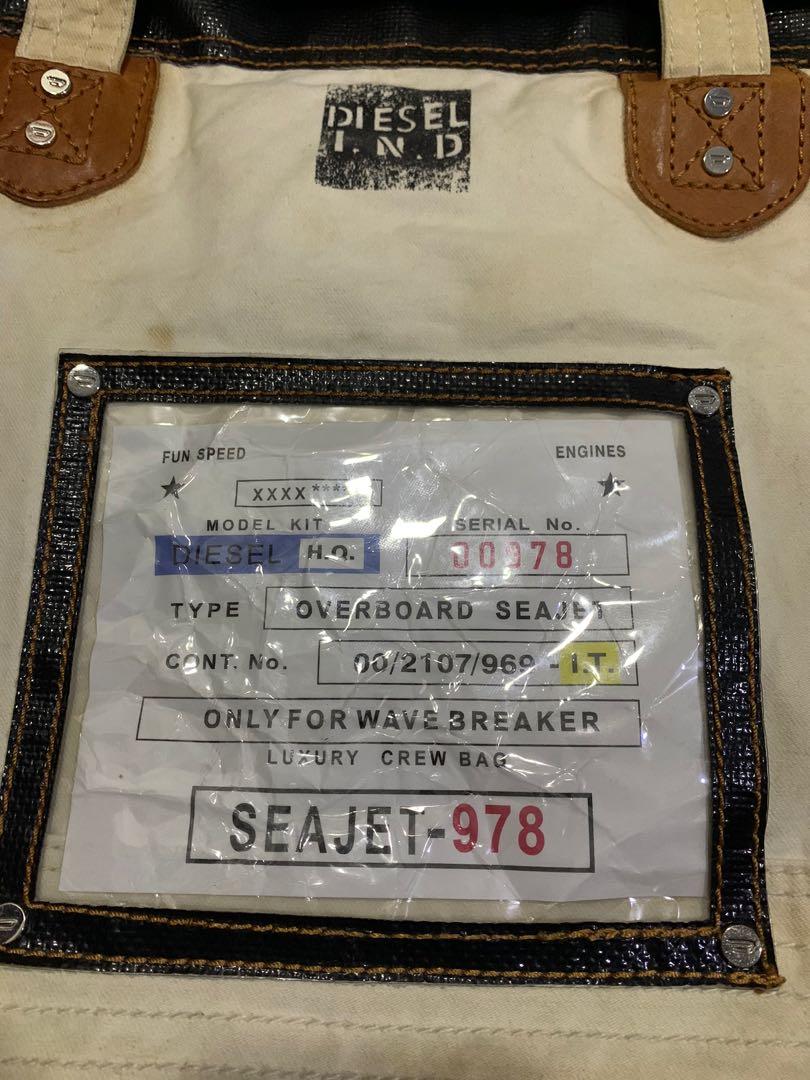 DIESEL
I.N.D
FUN SPEED ENGINES
XXXX****
MODEL KIT SERIAL No.
DIESEL H.Q. 00978
TYPE OVERBOARD SEAJET
CONT. No. 00/2107/969 - I.T.
ONLY FOR WAVE BREAKER
LUXURY CREW BAG
SEAJET-978